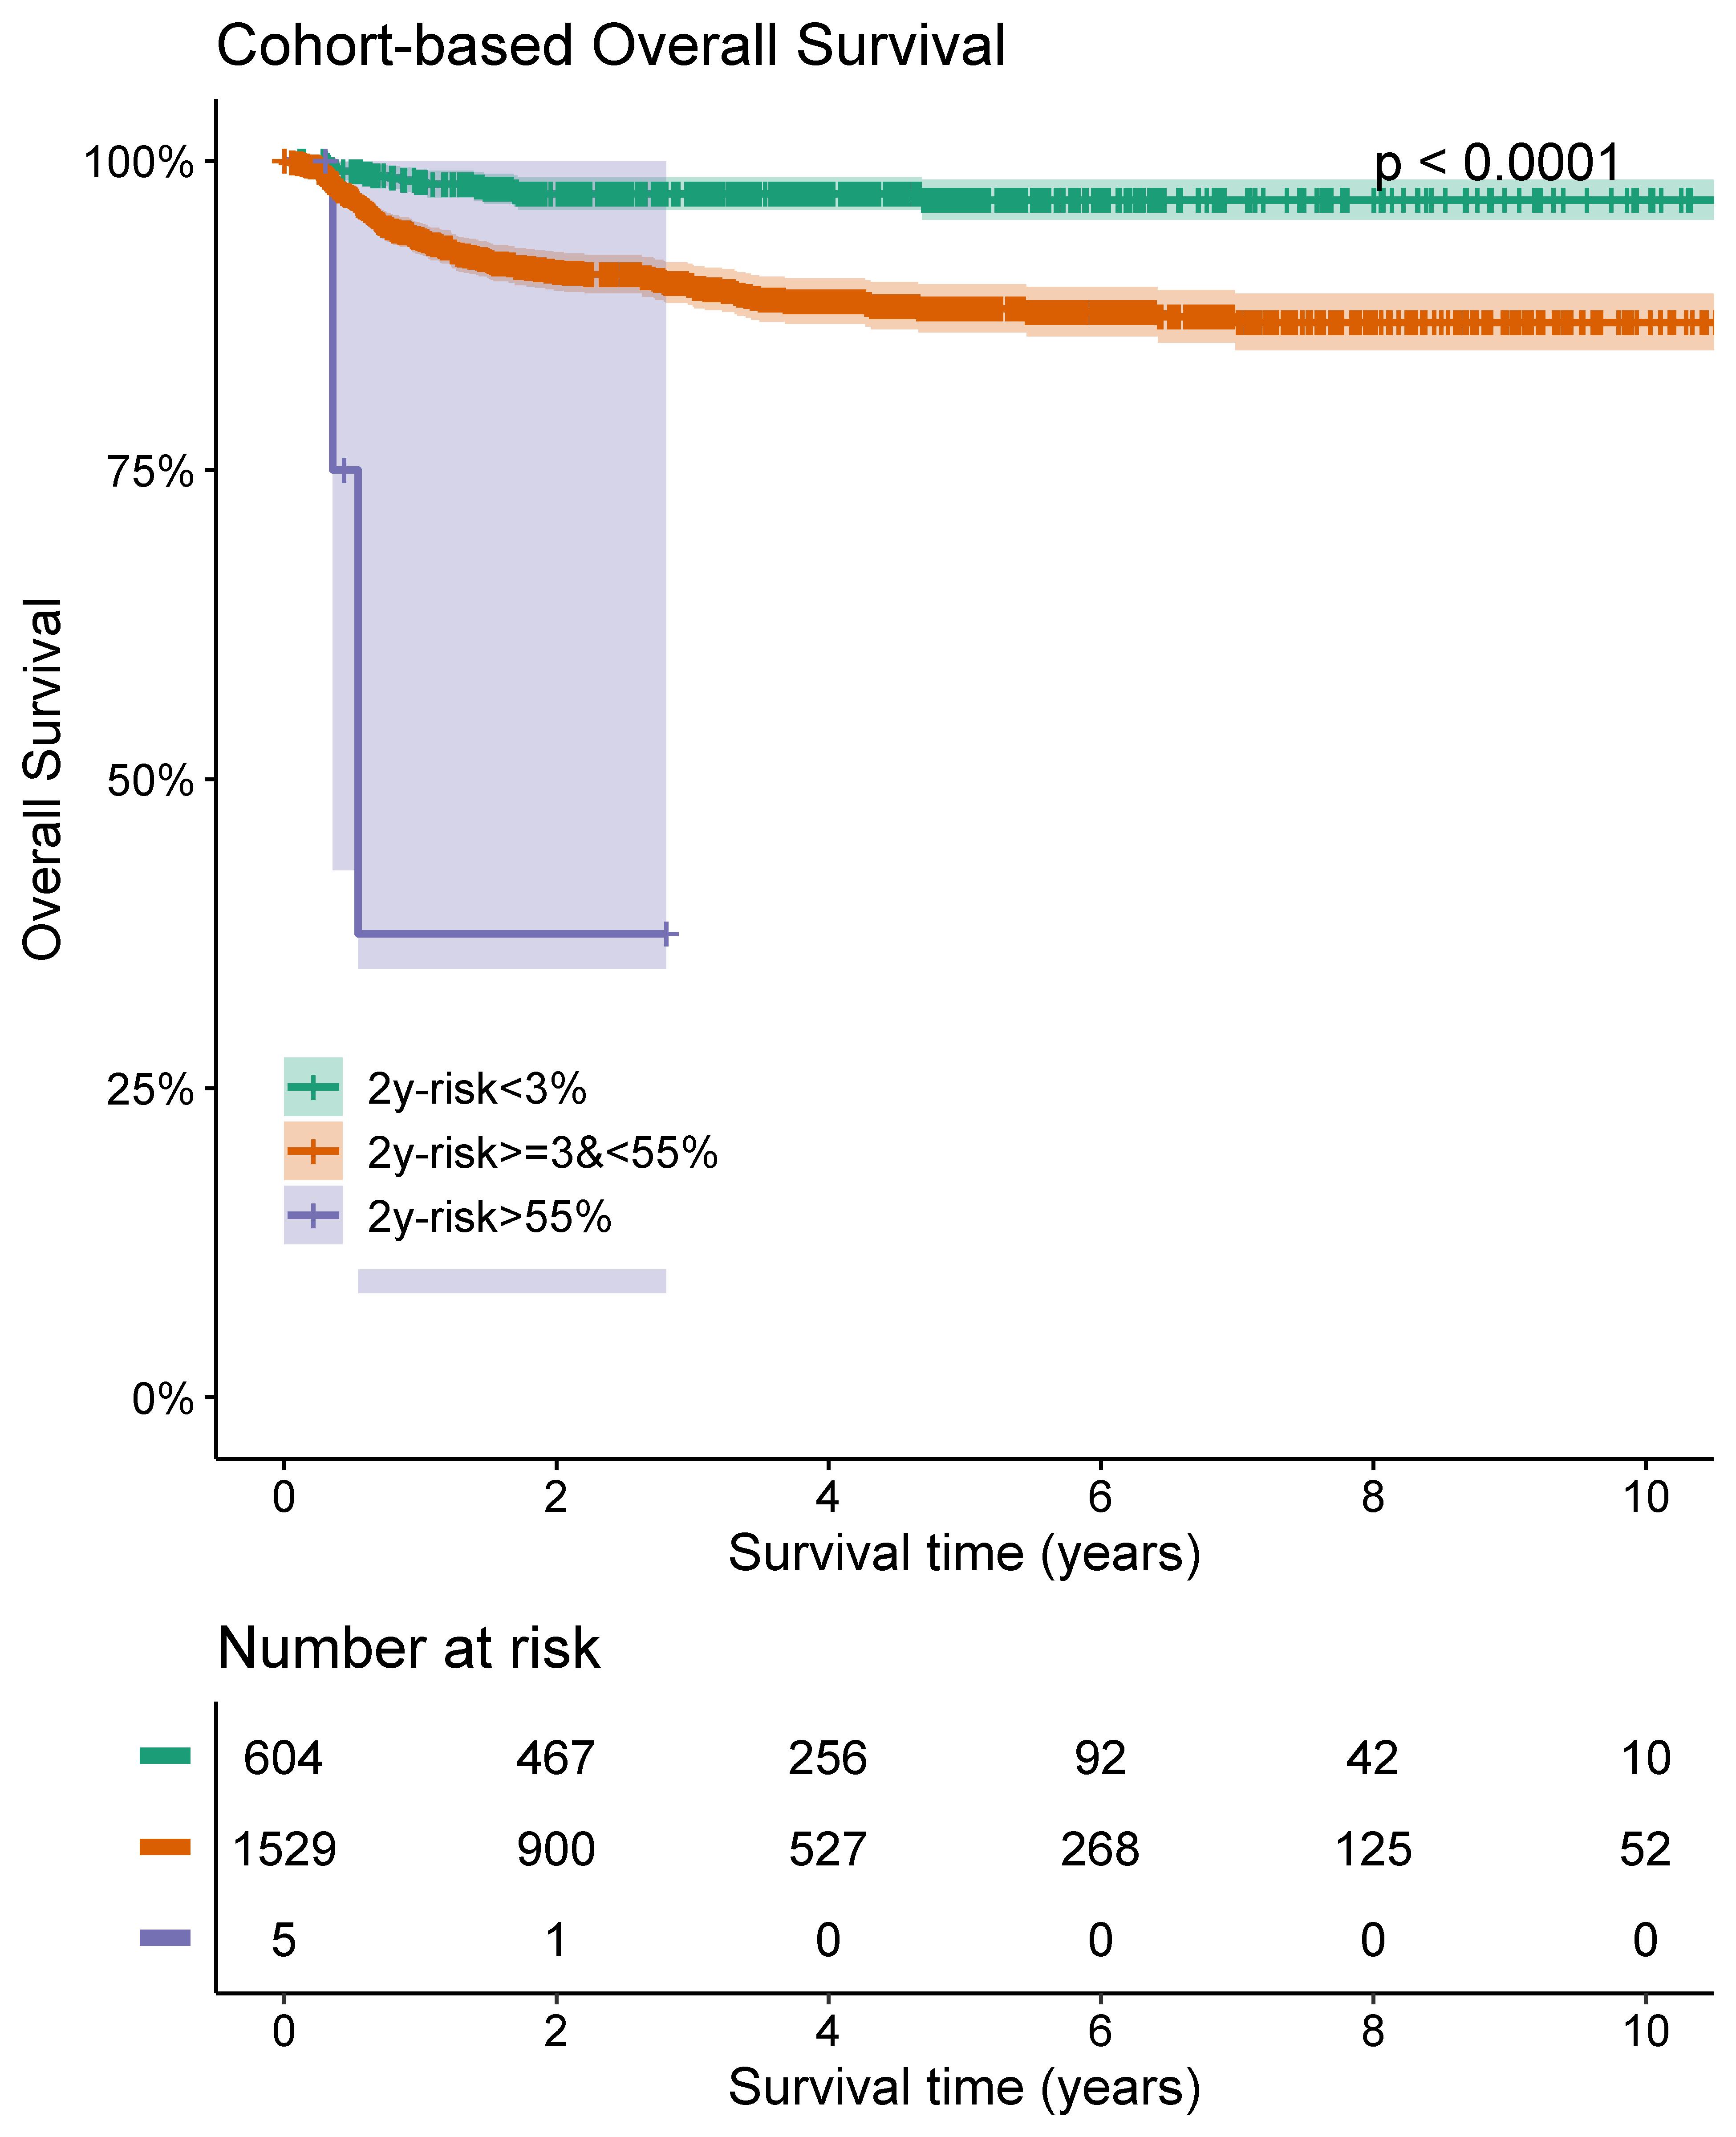 Cohort-based Overall Survival
100%
p < 0.0001
75%
50%
25%
0%
Overall Survival
2y-risk<3%
2y-risk>=3&<55%
2y-risk>55%
0 2 4 6 8 10
Survival time (years)
Number at risk
604 467 256 92 42 10
1529 900 527 268 125 52
5 1 0 0 0 0
0 2 4 6 8 10
Survival time (years)